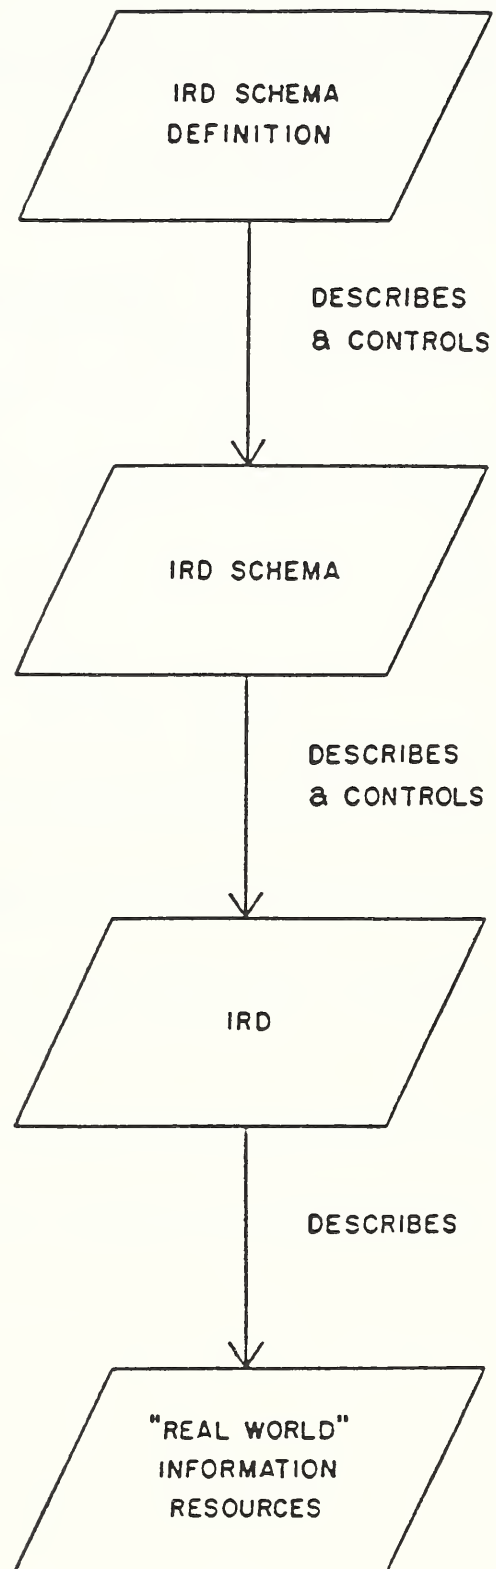 IRD SCHEMA
DEFINITION
DESCRIBES
& CONTROLS
IRD SCHEMA
DESCRIBES
& CONTROLS
IRD
DESCRIBES
"REAL WORLD"
INFORMATION
RESOURCES